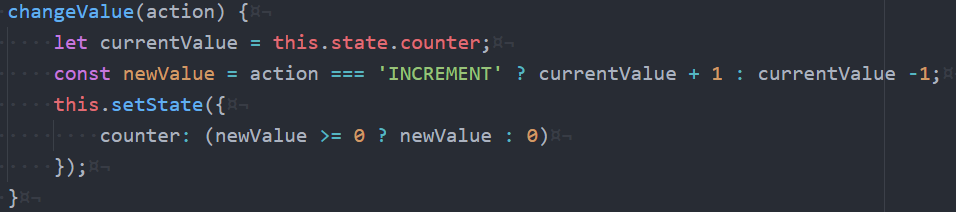 changeValue(action) {
let currentValue = this.state.counter;
const newValue = action === 'INCREMENT' ? currentValue + 1 : currentValue -1;
this.setState({
counter: (newValue >= 0 ? newValue : 0)
});
}